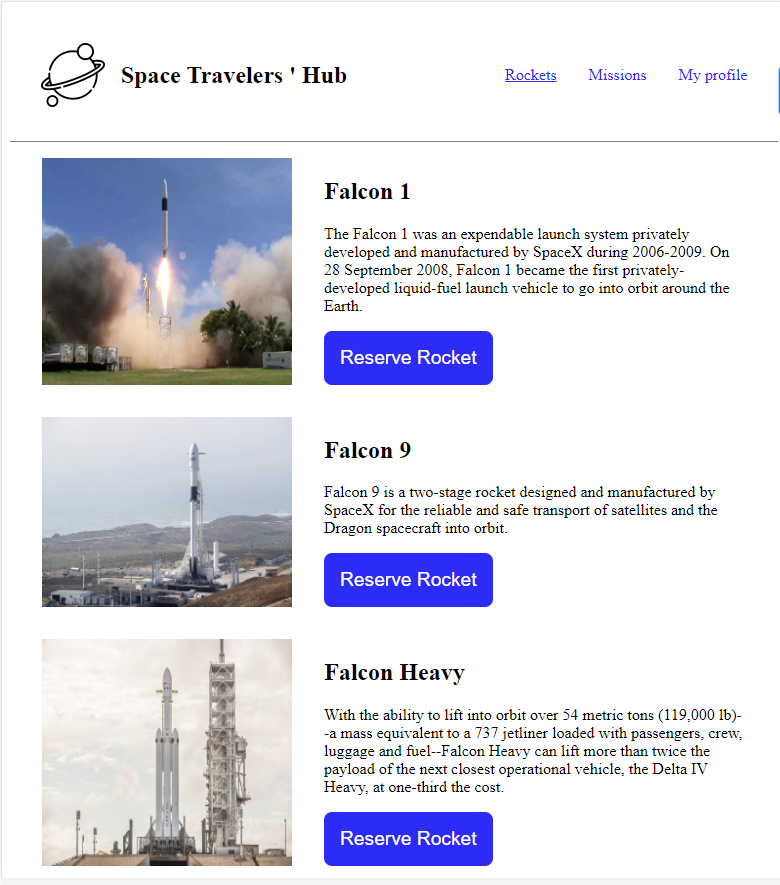 Space Travelers ' Hub
Rockets Missions My profile
Falcon 1
The Falcon 1 was an expendable launch system privately
developed and manufactured by SpaceX during 2006-2009. On
28 September 2008, Falcon 1 became the first privately-
developed liquid-fuel launch vehicle to go into orbit around the
Earth.
Reserve Rocket
Falcon 9
Falcon 9 is a two-stage rocket designed and manufactured by
SpaceX for the reliable and safe transport of satellites and the
Dragon spacecraft into orbit.
Reserve Rocket
Falcon Heavy
With the ability to lift into orbit over 54 metric tons (119,000 lb)-
-a mass equivalent to a 737 jetliner loaded with passengers, crew,
luggage and fuel--Falcon Heavy can lift more than twice the
payload of the next closest operational vehicle, the Delta IV
Heavy, at one-third the cost.
Reserve Rocket